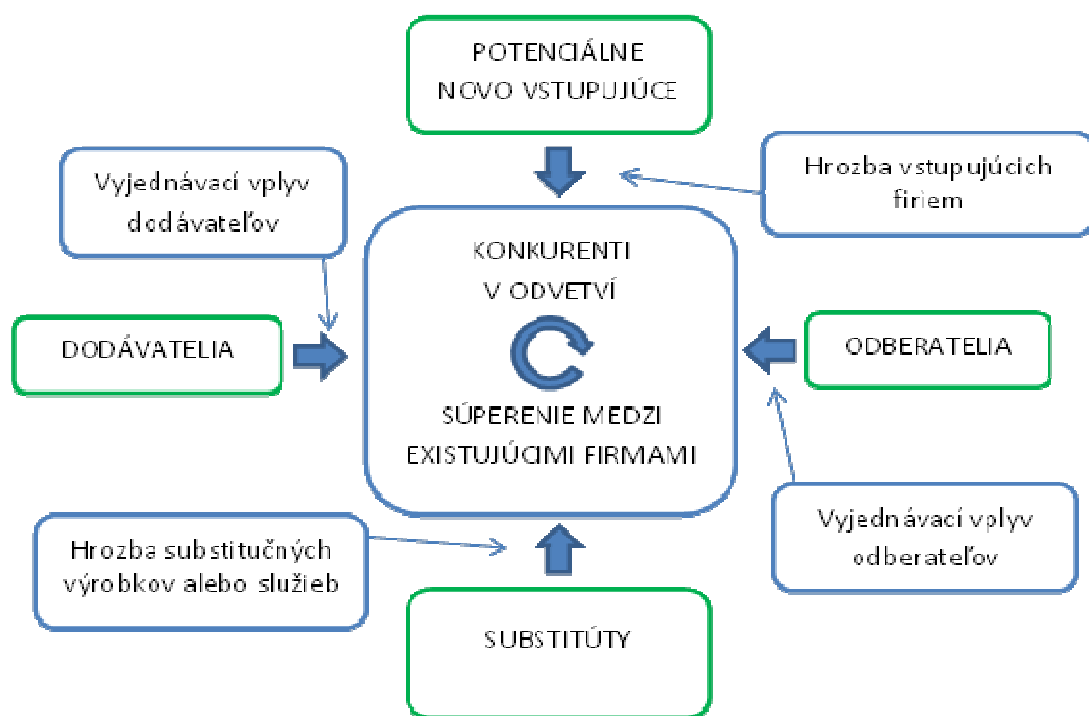 POTENCIÁLNE
NOVO VSTUPUJÚCE
Vyjednávací vplyv
dodávateľov
Hrozba vstupujúcich
firiem
KONKURENTI
V ODVETVÍ
DODÁVATELIA
ODBERATELIA
SÚPERENIE MEDZI
EXISTUJÚCIMI FIRMAMI
Hrozba substitučných
výrobkov alebo služieb
Vyjednávací vplyv
odberateľov
SUBSTITÚTY